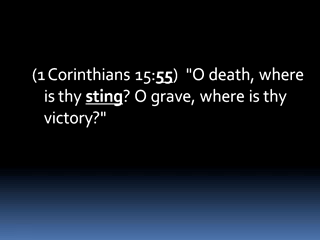 (1 Corinthians 15:55)  "O death, where
is thy sting? O grave, where is thy
victory?"